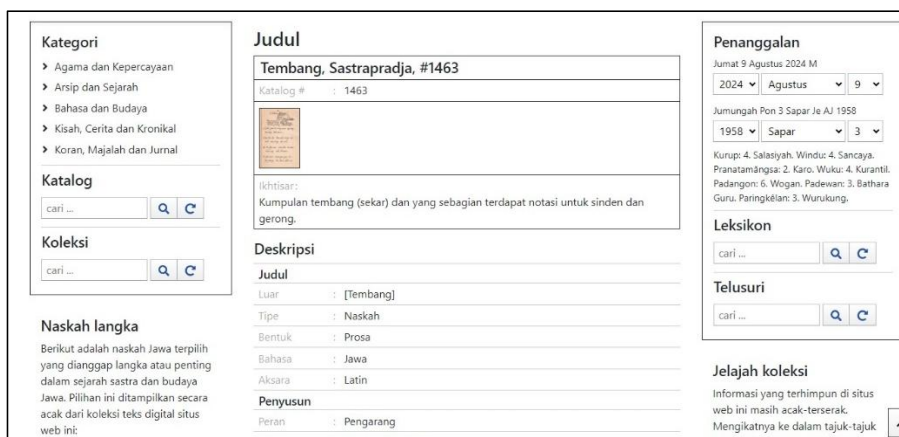 Kategori
Agama dan Kepercayaan
Arsip dan Sejarah
Bahasa dan Budaya
Kisah, Cerita dan Kronikal
Koran, Majalah dan Jurnal
Katalog
cari ...
Koleksi
cari ...
Naskah langka
Berikut adalah naskah Jawa terpilih
yang dianggap langka atau penting
dalam sejarah sastra dan budaya
Jawa. Pilihan ini ditampilkan secara
acak dari koleksi teks digital situs
web ini:
Judul
Tembang, Sastrapradja, #1463
Katalog # : 1463
Ikhtisar:
Kumpulan tembang (sekar) dan yang sebagian terdapat notasi untuk sinden dan
gerong.
Deskripsi
Judul
Luar : [Tembang]
Tipe : Naskah
Bentuk : Prosa
Bahasa : Jawa
Aksara : Latin
Penyusun
Peran : Pengarang
Penanggalan
Jumat 9 Agustus 2024 M
2024 Agustus 9
Jumungah Pon 3 Sapar Je AJ 1958
1958 Sapar 3
Kurup: 4. Salasiyah. Windu: 4. Sancaya.
Pranatamângsa: 2. Karo. Wuku: 4. Kurantil.
Padangon: 6. Wogan. Padewan: 3. Bathara
Guru. Paringkêlan: 3. Wurukung.
Leksikon
cari ...
Telusuri
cari ...
Jelajah koleksi
Informasi yang terhimpun di situs
web ini masih acak-terserak.
Mengikatnya ke dalam tajuk-tajuk